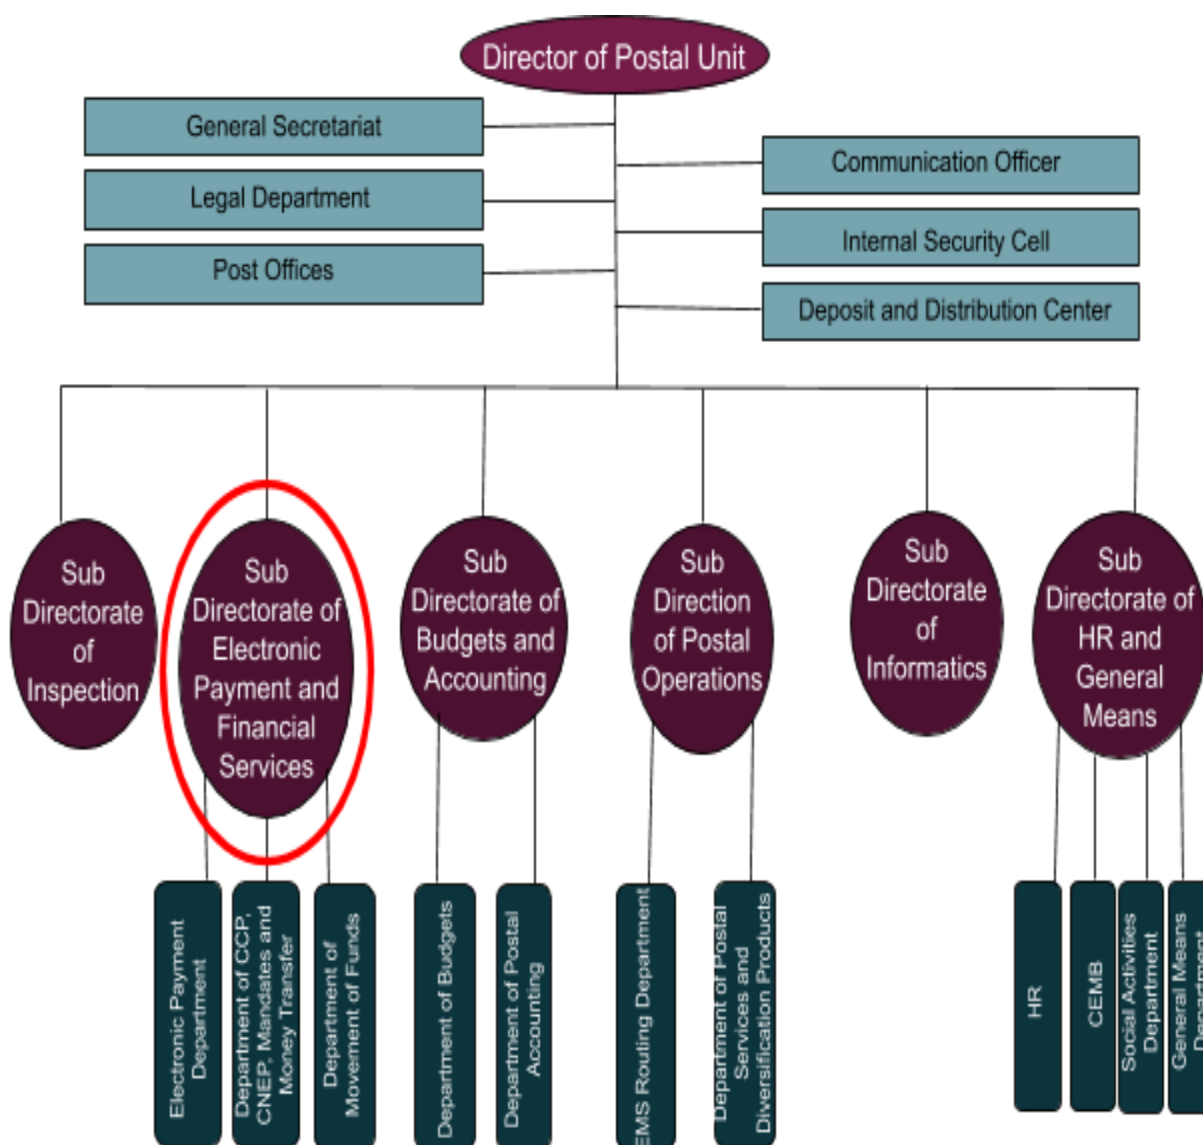 Director of Postal Unit
General Secretariat
Communication Officer
Legal Department
Internal Security Cell
Post Offices
Deposit and Distribution Center
Sub
Directorate
of
Inspection
Sub
Directorate of
Electronic
Payment and
Financial
Services
Sub
Directorate of
Budgets and
Accounting
Sub
Direction
of Postal
Operations
Sub
Directorate
of
Informatics
Sub
Directorate of
HR and
General
Means
Electronic Payment
Department
Department of CCP,
CNEP, Mandates and
Money Transfer
Department of
Movement of Funds
Department of Budgets
Department of Postal
Accounting
EMS Routing Department
Department of Postal
Services and
Diversification Products
HR
CEMB
Social Activities
Department
General Means
Department